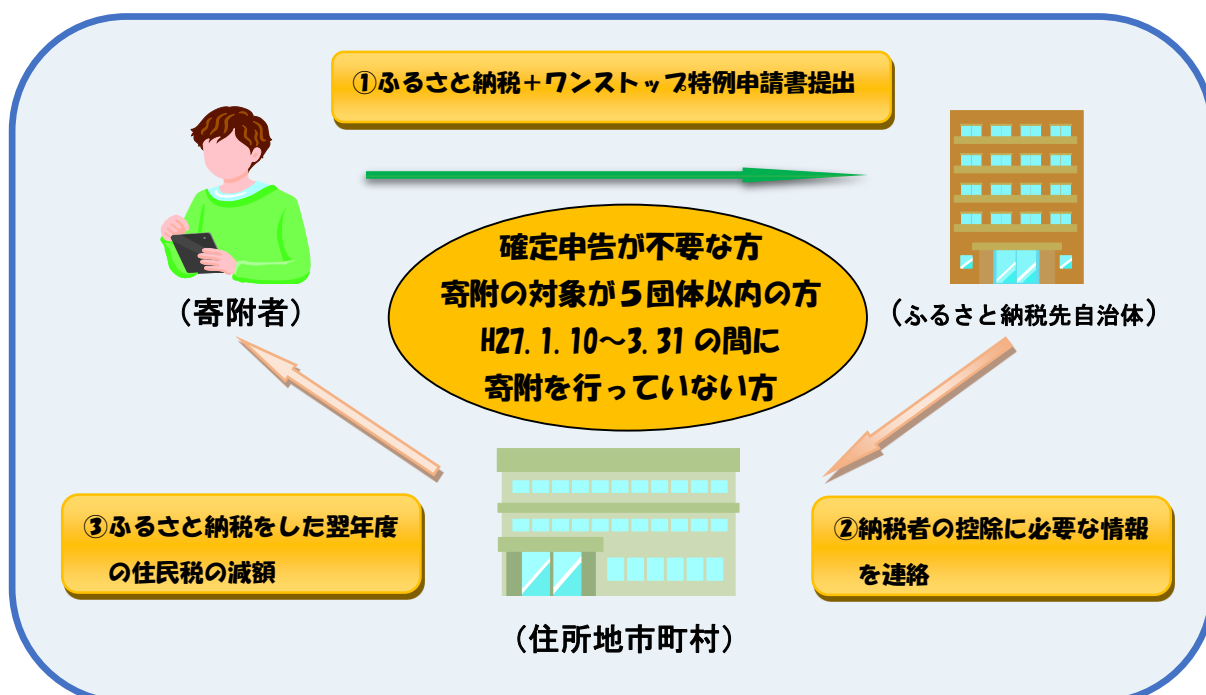 ①ふるさと納税＋ワンストップ特例申請書提出
（寄附者）
確定申告が不要な方
寄附の対象が５団体以内の方
H27.1.10～3.31 の間に
寄附を行っていない方
（ふるさと納税先自治体）
③ふるさと納税をした翌年度
の住民税の減額
②納税者の控除に必要な情報
を連絡
（住所地市町村）